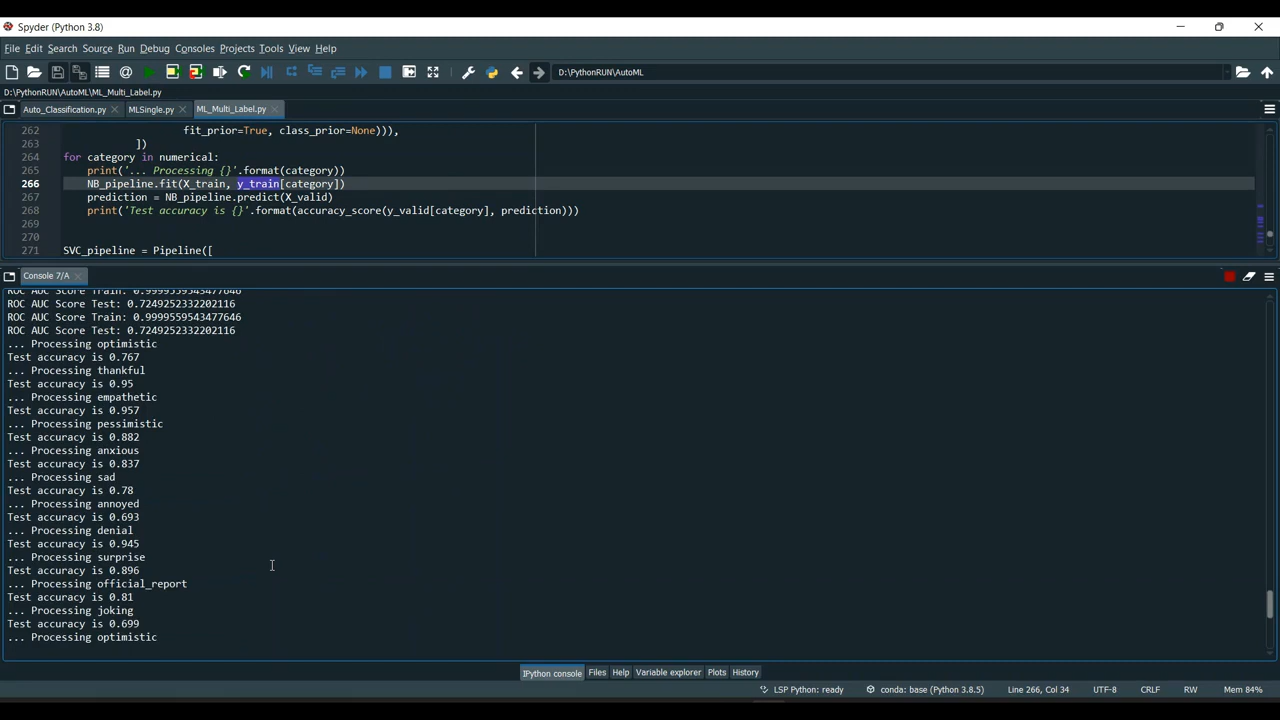 Spyder (Python 3.8)
File Edit Search Source Run Debug Consoles Projects Tools View Help
D:\PythonRUN\AutoML
D:\PythonRUN\AutoML\ML_Multi_Label.py
Auto_Classification.py MLSingle.py ML_Multi_Label.py
262 fit_prior=True, class_prior=None))),
263 ])
264 for category in numerical:
265 print('... Processing {}'.format(category))
266 NB_pipeline.fit(X_train, y_train[category])
267 prediction = NB_pipeline.predict(X_valid)
268 print('Test accuracy is {}'.format(accuracy_score(y_valid[category], prediction)))
269
270
271 SVC_pipeline = Pipeline([
Console 7/A
ROC AUC Score Train: 0.9999559543477646
ROC AUC Score Test: 0.7249252332202116
ROC AUC Score Train: 0.9999559543477646
ROC AUC Score Test: 0.7249252332202116
... Processing optimistic
Test accuracy is 0.767
... Processing thankful
Test accuracy is 0.95
... Processing empathetic
Test accuracy is 0.957
... Processing pessimistic
Test accuracy is 0.882
... Processing anxious
Test accuracy is 0.837
... Processing sad
Test accuracy is 0.78
... Processing annoyed
Test accuracy is 0.693
... Processing denial
Test accuracy is 0.945
... Processing surprise
Test accuracy is 0.896
... Processing official_report
Test accuracy is 0.81
... Processing joking
Test accuracy is 0.699
... Processing optimistic
IPython console Files Help Variable explorer Plots History
LSP Python: ready conda: base (Python 3.8.5) Line 266, Col 34 UTF-8 CRLF RW Mem 84%